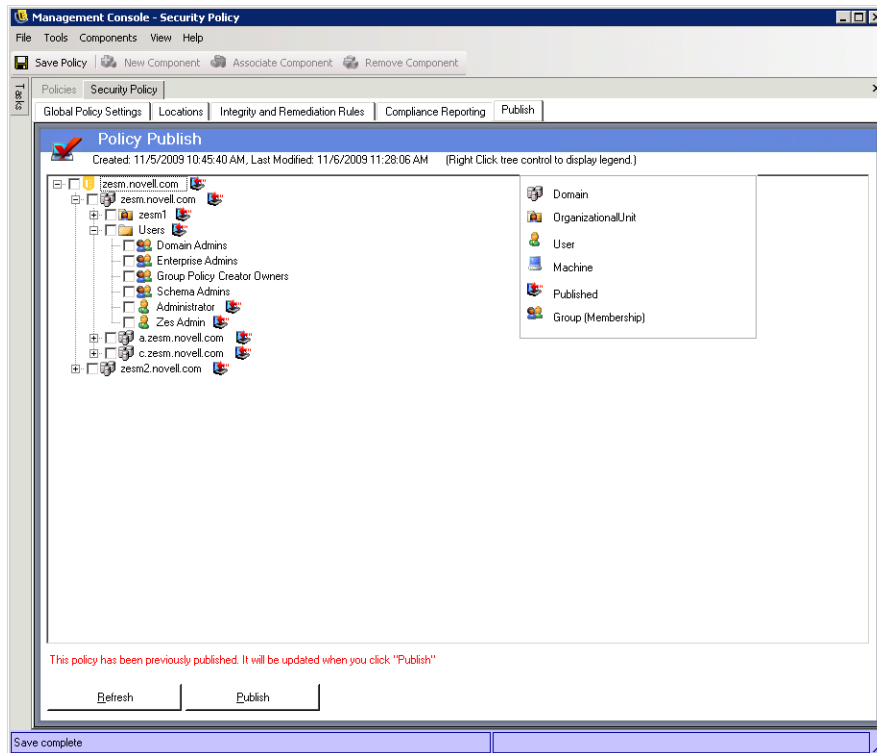 Management Console - Security Policy
File Tools Components View Help
Save Policy New Component Associate Component Remove Component
Tasks
Policies Security Policy
Global Policy Settings Locations Integrity and Remediation Rules Compliance Reporting Publish
Policy Publish
Created: 11/5/2009 10:45:40 AM, Last Modified: 11/6/2009 11:28:06 AM (Right Click tree control to display legend.)
zesm.novell.com
zesm.novell.com
zesm1
Users
Domain Admins
Enterprise Admins
Group Policy Creator Owners
Schema Admins
Administrator
Zes Admin
a.zesm.novell.com
c.zesm.novell.com
zesm2.novell.com
Domain
OrganizationalUnit
User
Machine
Published
Group (Membership)
This policy has been previously published. It will be updated when you click "Publish"
Refresh Publish
Save complete